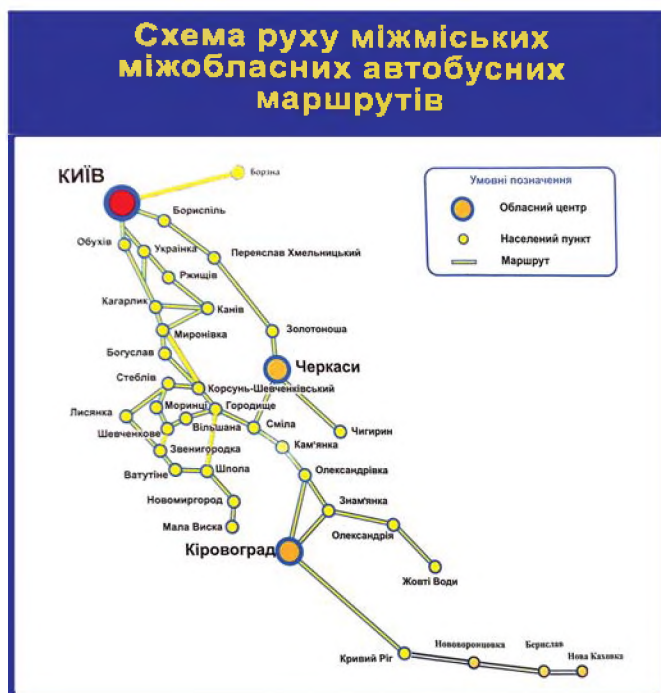 Схема руху міжміських
міжобласних автобусних
маршрутів
КИЇВ
Борзна
Умовні позначення
Обласний центр
Населений пункт
Маршрут
Бориспіль
Обухів
Українка
Переяслав Хмельницький
Ржищів
Кагарлик
Канів
Миронівка
Золотоноша
Богуслав
Черкаси
Стеблів
Корсунь-Шевченківський
Лисянка
Моринці
Городище
Шевченкове
Вільшана
Сміла
Чигирин
Звенигородка
Кам'янка
Ватутіне
Шпола
Олександрівка
Новомиргород
Знам'янка
Мала Виска
Олександрія
Кіровоград
Жовті Води
Кривий Ріг
Нововоронцовка
Берислав
Нова Каховка